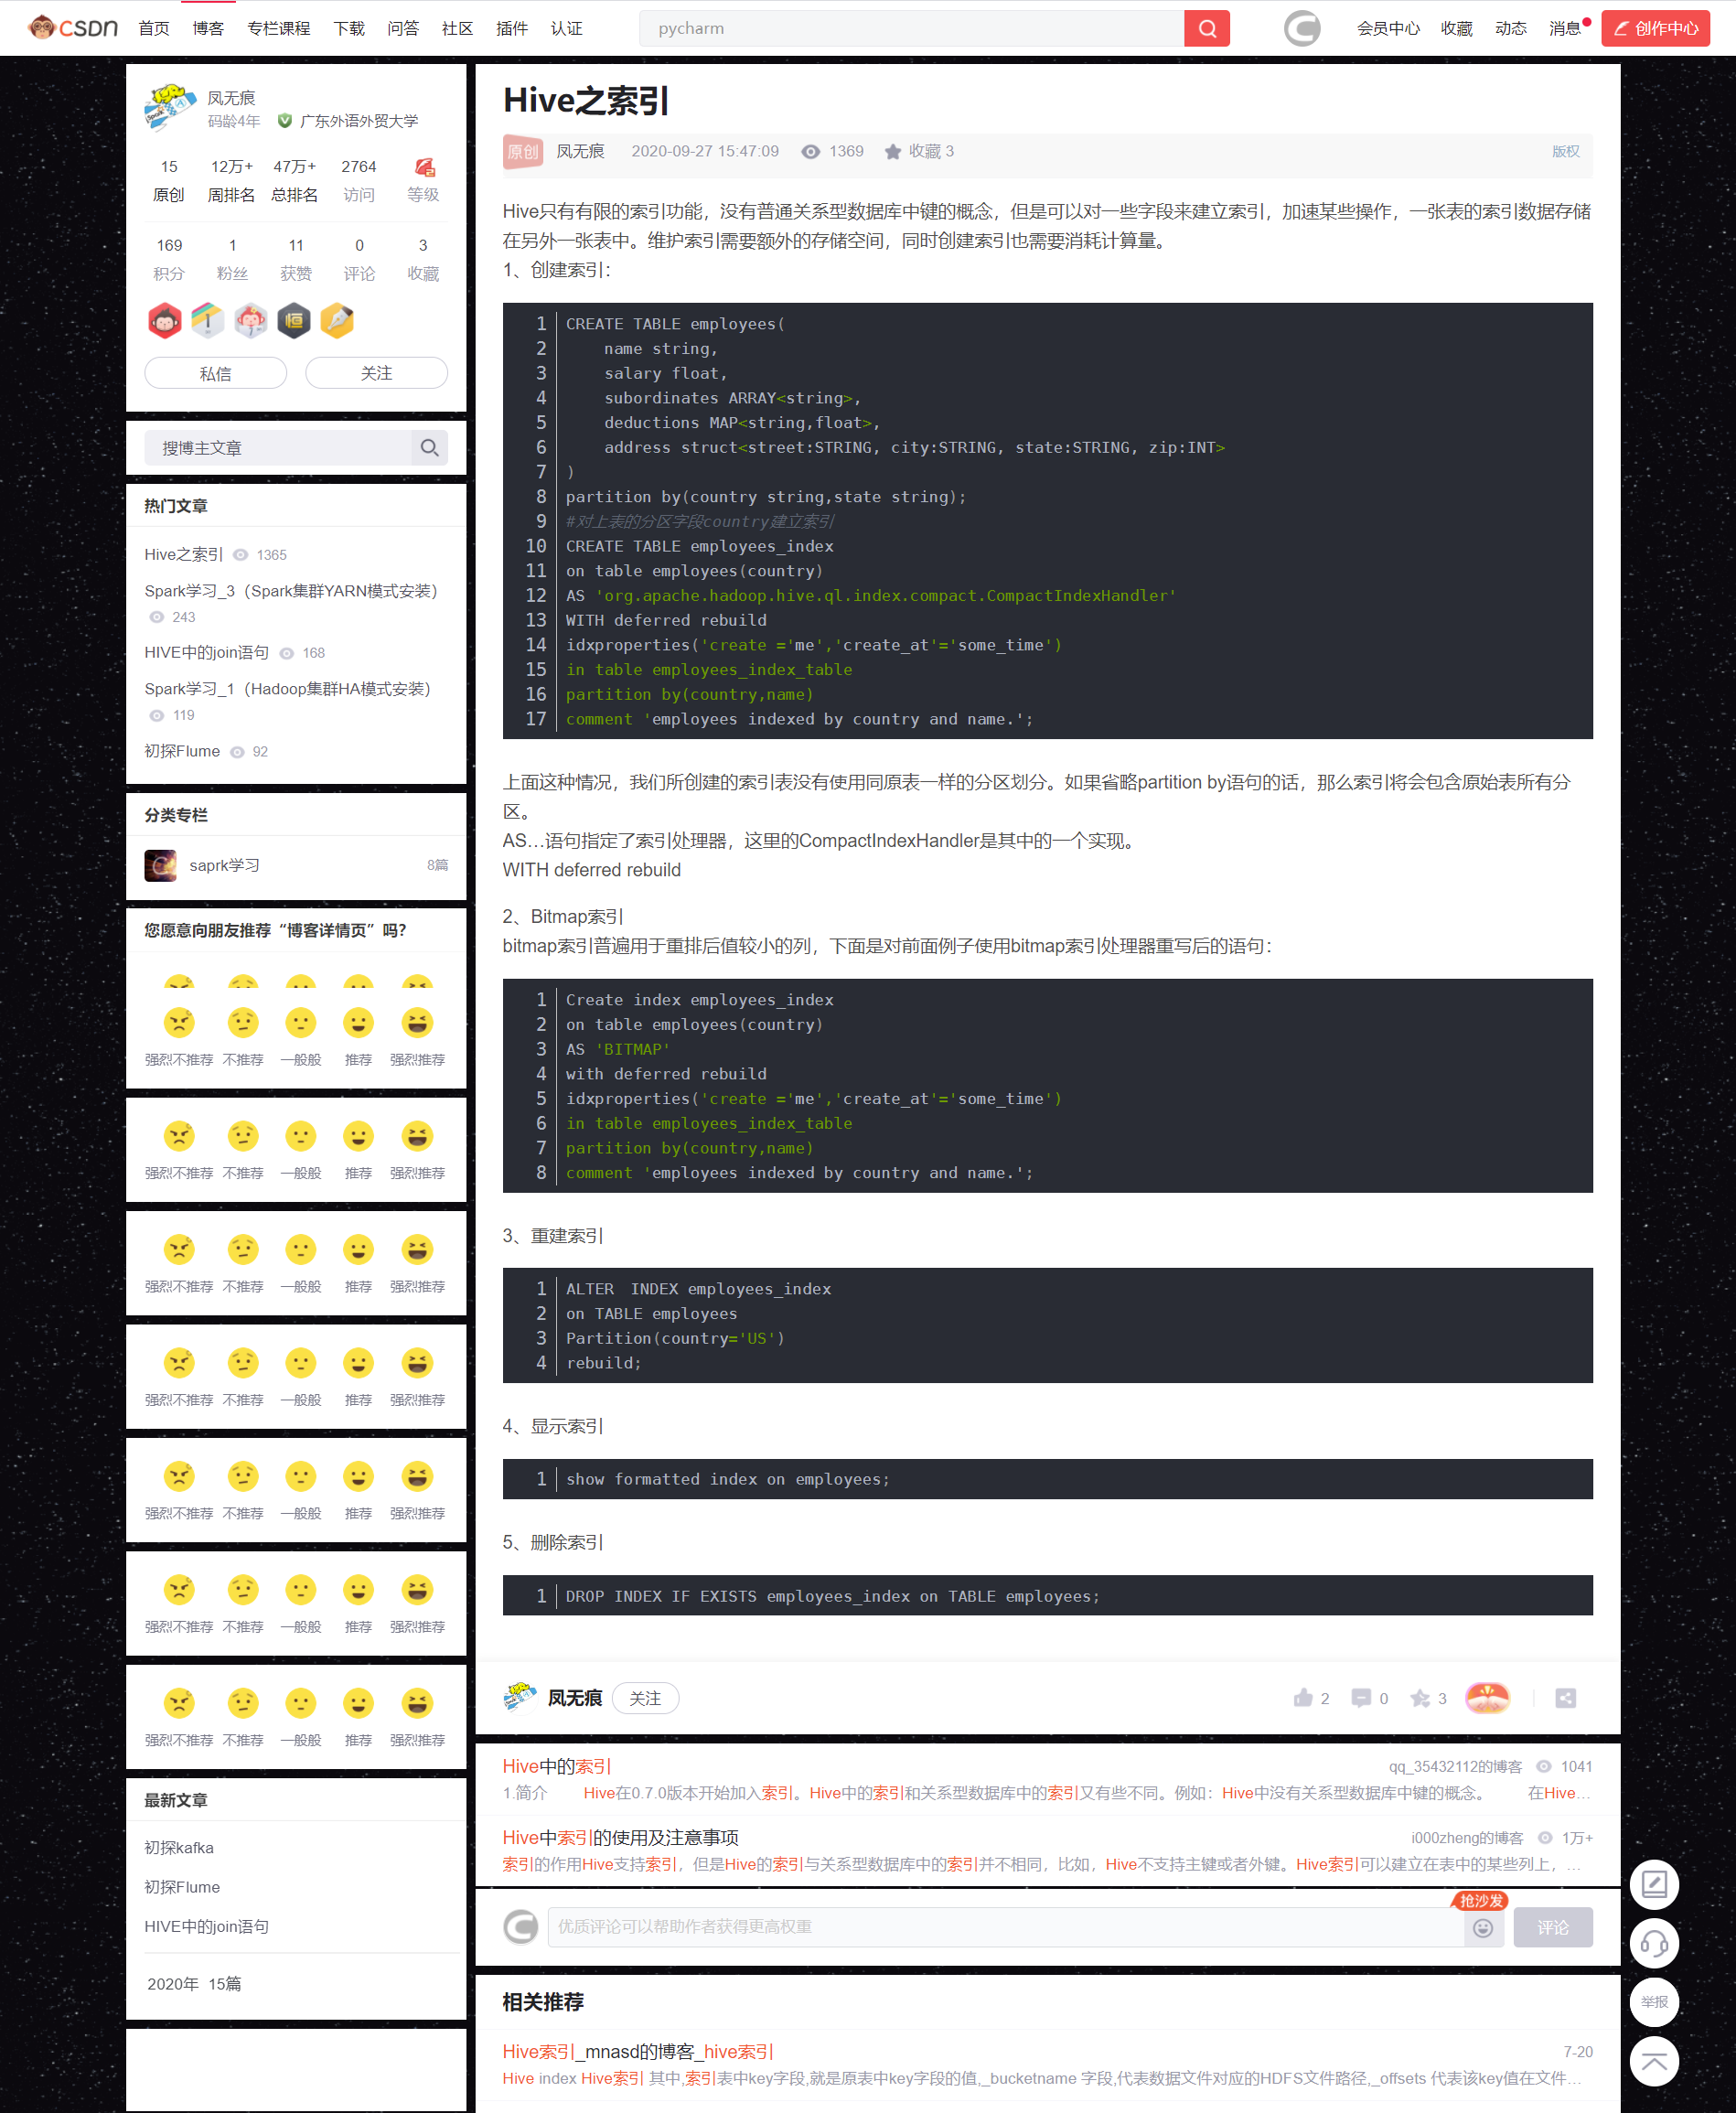 CSDN 首页 博客 专栏课程 下载 问答 社区 插件 认证 pycharm 会员中心 收藏 动态 消息 创作中心
凤无痕
码龄4年 广东外语外贸大学
15 12万+ 47万+ 2764
原创 周排名 总排名 访问 等级
169 1 11 0 3
积分 粉丝 获赞 评论 收藏
私信 关注
搜博主文章
热门文章
Hive之索引 1365
Spark学习_3（Spark集群YARN模式安装）
243
HIVE中的join语句 168
Spark学习_1（Hadoop集群HA模式安装）
119
初探Flume 92
分类专栏
saprk学习 8篇
您愿意向朋友推荐“博客详情页”吗？
强烈不推荐 不推荐 一般般 推荐 强烈推荐
强烈不推荐 不推荐 一般般 推荐 强烈推荐
强烈不推荐 不推荐 一般般 推荐 强烈推荐
强烈不推荐 不推荐 一般般 推荐 强烈推荐
强烈不推荐 不推荐 一般般 推荐 强烈推荐
强烈不推荐 不推荐 一般般 推荐 强烈推荐
强烈不推荐 不推荐 一般般 推荐 强烈推荐
最新文章
初探kafka
初探Flume
HIVE中的join语句
2020年 15篇
Hive之索引
原创 凤无痕 2020-09-27 15:47:09 1369 收藏 3 版权
Hive只有有限的索引功能，没有普通关系型数据库中键的概念，但是可以对一些字段来建立索引，加速某些操作，一张表的索引数据存储
在另外一张表中。维护索引需要额外的存储空间，同时创建索引也需要消耗计算量。
1、创建索引：
1 CREATE TABLE employees(
2 name string,
3 salary float,
4 subordinates ARRAY<string>,
5 deductions MAP<string,float>,
6 address struct<street:STRING, city:STRING, state:STRING, zip:INT>
7 )
8 partition by(country string,state string);
9 #对上表的分区字段country建立索引
10 CREATE TABLE employees_index
11 on table employees(country)
12 AS 'org.apache.hadoop.hive.ql.index.compact.CompactIndexHandler'
13 WITH deferred rebuild
14 idxproperties('create ='me','create_at'='some_time')
15 in table employees_index_table
16 partition by(country,name)
17 comment 'employees indexed by country and name.';
上面这种情况，我们所创建的索引表没有使用同原表一样的分区划分。如果省略partition by语句的话，那么索引将会包含原始表所有分
区。
AS…语句指定了索引处理器，这里的CompactIndexHandler是其中的一个实现。
WITH deferred rebuild
2、Bitmap索引
bitmap索引普遍用于重排后值较小的列，下面是对前面例子使用bitmap索引处理器重写后的语句：
1 Create index employees_index
2 on table employees(country)
3 AS 'BITMAP'
4 with deferred rebuild
5 idxproperties('create ='me','create_at'='some_time')
6 in table employees_index_table
7 partition by(country,name)
8 comment 'employees indexed by country and name.';
3、重建索引
1 ALTER  INDEX employees_index
2 on TABLE employees
3 Partition(country='US')
4 rebuild;
4、显示索引
1 show formatted index on employees;
5、删除索引
1 DROP INDEX IF EXISTS employees_index on TABLE employees;
凤无痕 关注 2 0 3
Hive中的索引 qq_35432112的博客 1041
1.简介 Hive在0.7.0版本开始加入索引。Hive中的索引和关系型数据库中的索引又有些不同。例如：Hive中没有关系型数据库中键的概念。 在Hive...
Hive中索引的使用及注意事项 i000zheng的博客 1万+
索引的作用Hive支持索引，但是Hive的索引与关系型数据库中的索引并不相同，比如，Hive不支持主键或者外键。Hive索引可以建立在表中的某些列上，...
抢沙发
优质评论可以帮助作者获得更高权重 评论
相关推荐
Hive索引_mnasd的博客_hive索引 7-20
Hive index Hive索引 其中,索引表中key字段,就是原表中key字段的值,_bucketname 字段,代表数据文件对应的HDFS文件路径,_offsets 代表该key值在文件...
举报